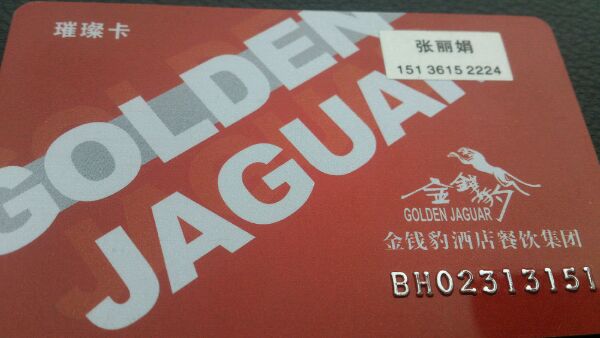 璀璨卡
张丽娟
151 3615 2224
GOLDEN
JAGUAR
金钱豹
GOLDEN JAGUAR
金钱豹酒店餐饮集团
BH02313151